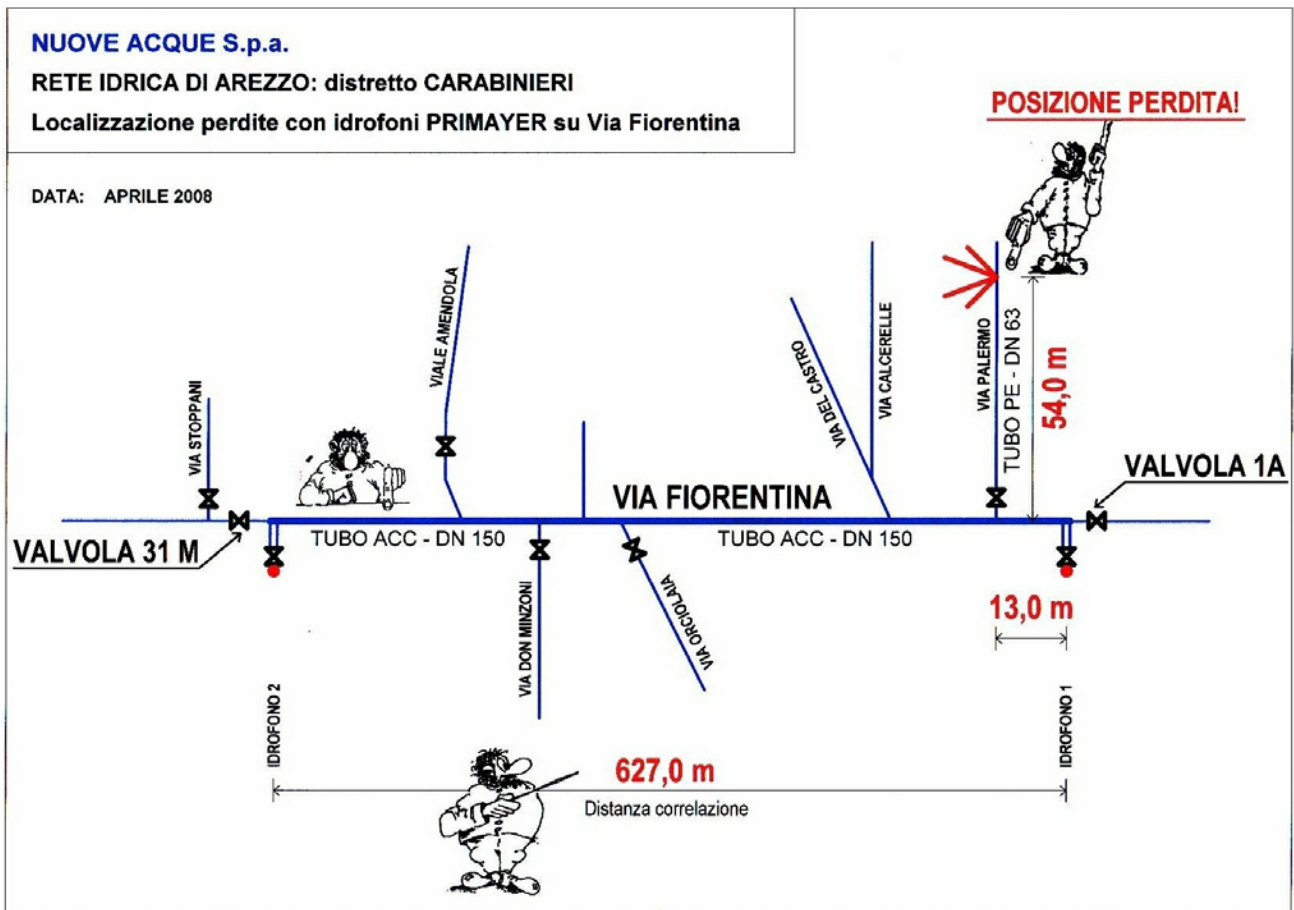 NUOVE ACQUE S.p.a.
RETE IDRICA DI AREZZO: distretto CARABINIERI
Localizzazione perdite con idrofoni PRIMAYER su Via Fiorentina
DATA: APRILE 2008
POSIZIONE PERDITA!
VIA STOPPANI
VIALE AMENDOLA
VIA DEL CASTRO
VIA CALCERELLE
VIA PALERMO
TUBO PE - DN 63
54,0 m
VALVOLA 1A
VIA FIORENTINA
VALVOLA 31 M
TUBO ACC - DN 150
TUBO ACC - DN 150
VIA DON MINZONI
VIA ORCIOLAIA
13,0 m
IDROFONO 2
IDROFONO 1
627,0 m
Distanza correlazione